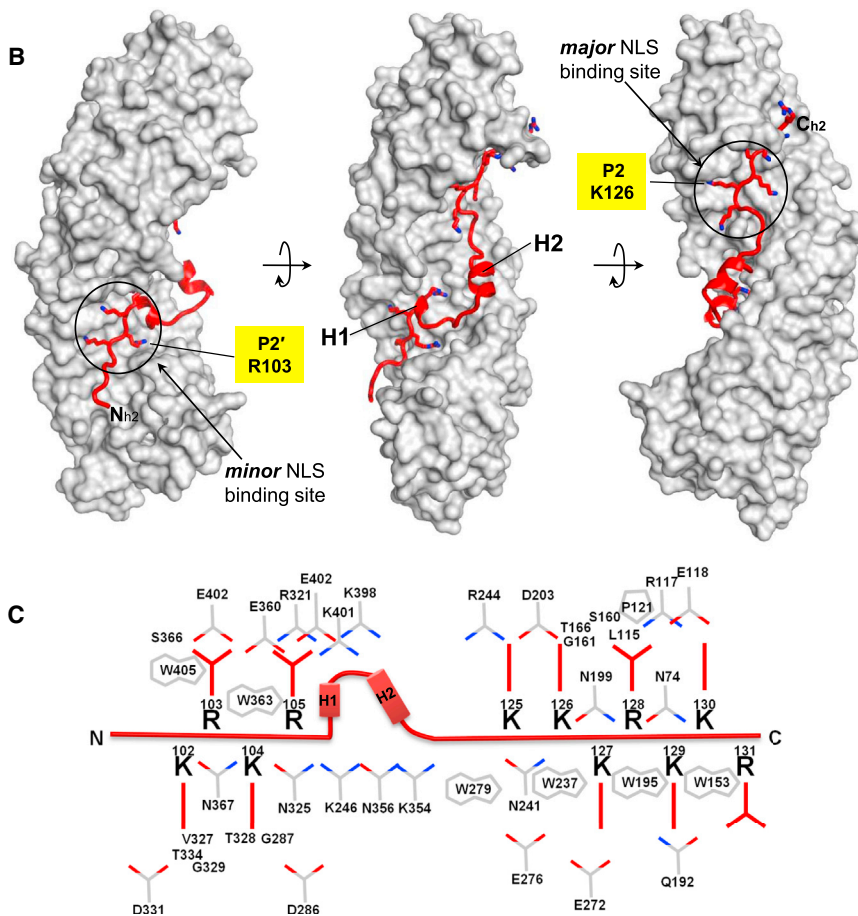 B
major NLS
binding site
Ch2
P2
K126
H2
H1
P2′
R103
Nh2
minor NLS
binding site
C
E402
E360
R321
E402
K401
K398
S366
W405
W363
103
R
105
R
H1
H2
R244
D203
T166
G161
S160
P121
L115
R117
E118
N199
N74
125
K
126
K
128
R
130
K
N
C
102
K
104
K
127
K
129
K
131
R
N367
N325
K246
N356
K354
W279
N241
W237
W195
W153
V327
T334
G329
T328
G287
D331
D286
E276
E272
Q192